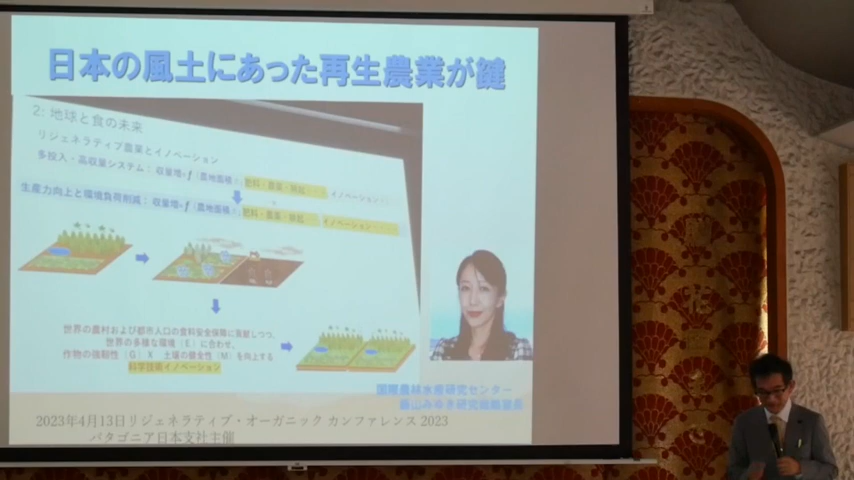 日本の風土にあった再生農業が鍵
2: 地球と食の未来
リジェネラティブ農業とイノベーション
多投入・高収量システム： 収量増=f（農地面積：, 肥料・農薬・耕起・・・, イノベーション・・・
生産力向上と環境負荷削減： 収量増=f（農地面積：, 肥料・農薬・耕起・・・, イノベーション・・・
世界の農村および都市人口の食料安全保障に貢献しつつ、
世界の多様な環境（E）に合わせ、
作物の強靭性（G）X 土壌の健全性（M）を向上する
科学技術イノベーション
国際農林水産研究センター
2023年4月13日リジェネラティブ・オーガニック カンファレンス 2023
パタゴニア日本支社主催